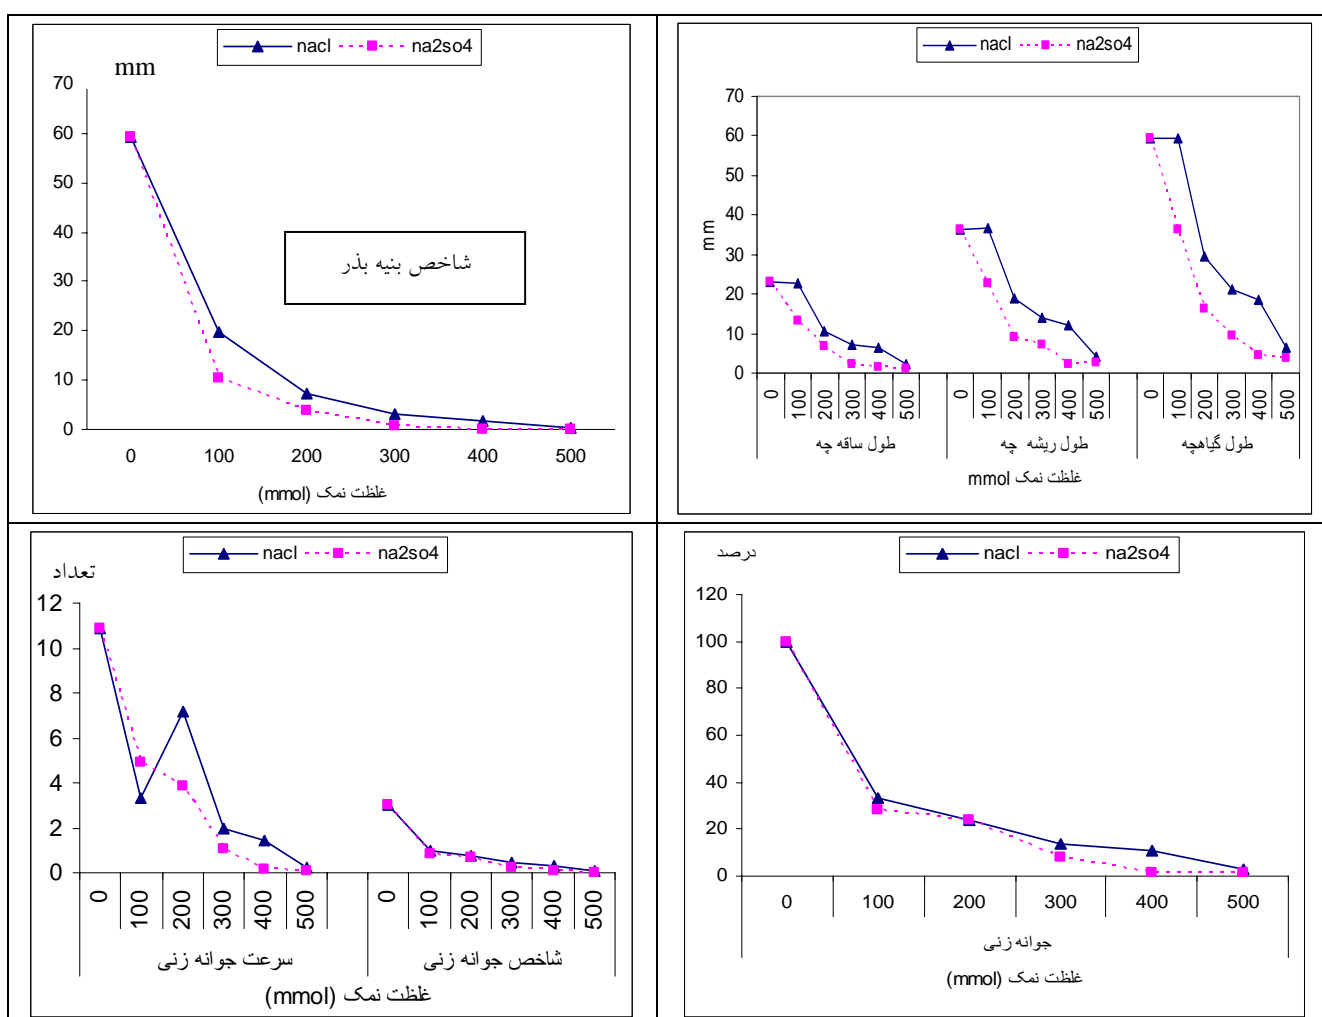 nacl na2so4
mm
70
60
50
40
30
20
10
0
شاخص بنیه بذر
0 100 200 300 400 500
غلظت نمک (mmol)
nacl na2so4
70
60
50
40
30
20
10
0
mm
0 100 200 300 400 500 0 100 200 300 400 500 0 100 200 300 400 500
طول ساقه چه طول ریشه چه طول گیاهچه
غلظت نمک mmol
nacl na2so4
تعداد
12
10
8
6
4
2
0
0 100 200 300 400 500 0 100 200 300 400 500
سرعت جوانه زنی شاخص جوانه زنی
غلظت نمک (mmol)
nacl na2so4
درصد
120
100
80
60
40
20
0
0 100 200 300 400 500
جوانه زنی
غلظت نمک (mmol)